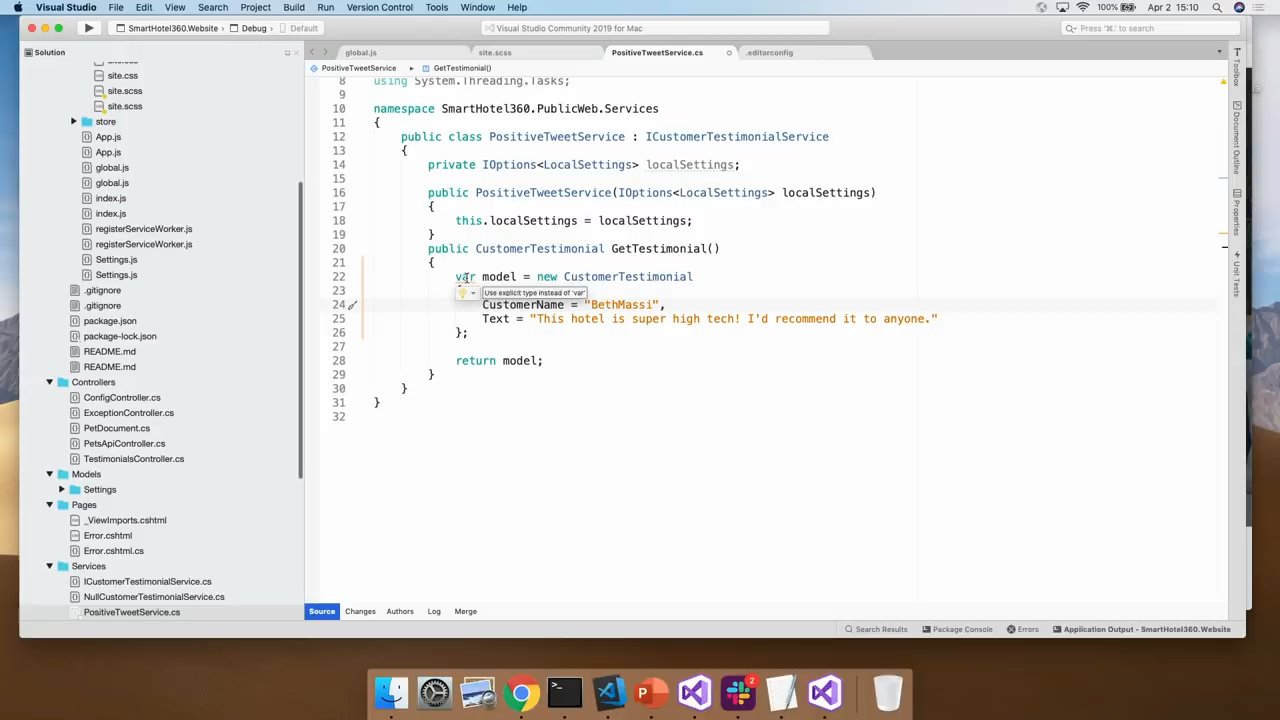 Visual Studio File Edit View Search Project Build Run Version Control Tools Window Help 100% Apr 2 15:10
SmartHotel360.Website Debug Default Visual Studio Community 2019 for Mac Press '⌘.' to search
Solution
global.js site.scss PositiveTweetService.cs .editorconfig
PositiveTweetService GetTestimonial()
site.scss
site.css
site.scss
site.scss
store
App.js
App.js
global.js
global.js
index.js
index.js
registerServiceWorker.js
registerServiceWorker.js
Settings.js
Settings.js
.gitignore
.gitignore
package.json
package-lock.json
README.md
README.md
Controllers
ConfigController.cs
ExceptionController.cs
PetDocument.cs
PetsApiController.cs
TestimonialsController.cs
Models
Settings
Pages
_ViewImports.cshtml
Error.cshtml
Error.cshtml.cs
Services
ICustomerTestimonialService.cs
NullCustomerTestimonialService.cs
PositiveTweetService.cs
8 using System.Threading.Tasks;
9
10 namespace SmartHotel360.PublicWeb.Services
11 {
12 public class PositiveTweetService : ICustomerTestimonialService
13 {
14 private IOptions<LocalSettings> localSettings;
15
16 public PositiveTweetService(IOptions<LocalSettings> localSettings)
17 {
18 this.localSettings = localSettings;
19 }
20 public CustomerTestimonial GetTestimonial()
21 {
22 var model = new CustomerTestimonial
23 Use explicit type instead of 'var'
24 CustomerName = "BethMassi",
25 Text = "This hotel is super high tech! I'd recommend it to anyone."
26 };
27
28 return model;
29 }
30 }
31 }
32
Toolbox
Document Outline
Properties
Unit Tests
Source Changes Authors Log Merge
Search Results Package Console Errors Application Output - SmartHotel360.Website
2